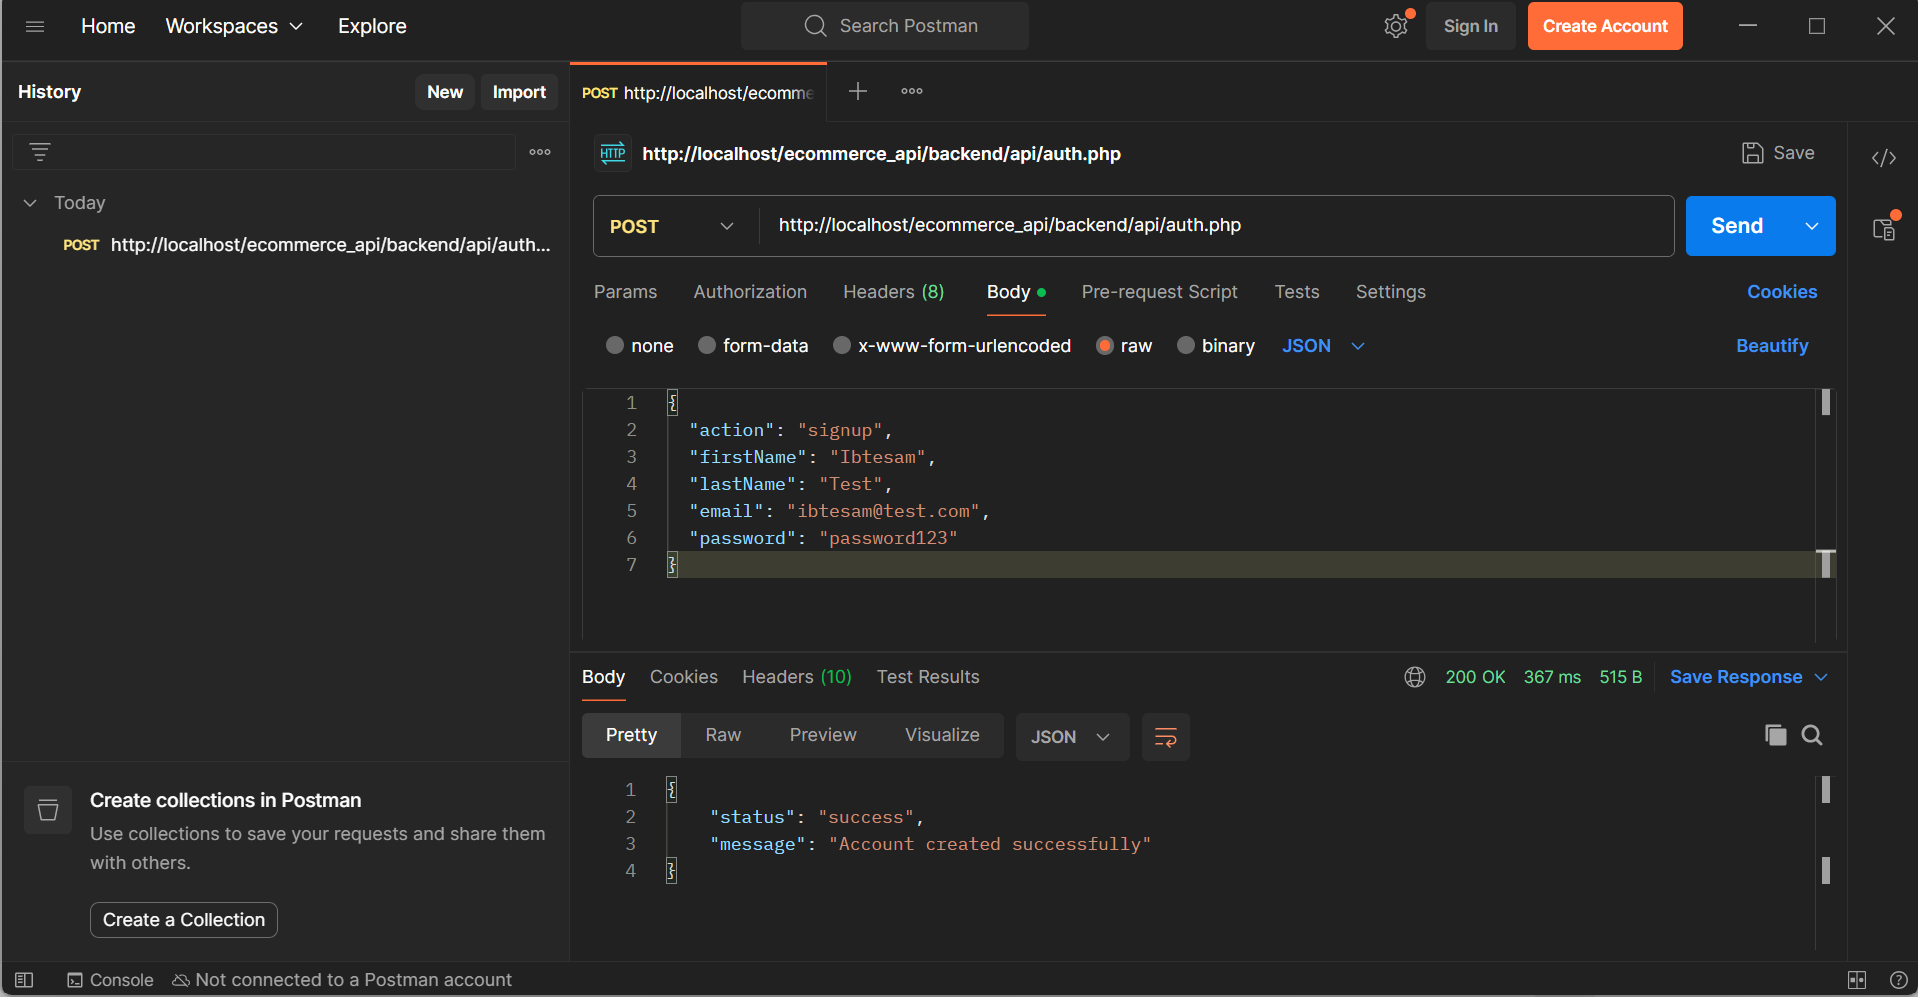 Home Workspaces Explore Search Postman Sign In Create Account
History New Import
POST http://localhost/ecomme
HTTP http://localhost/ecommerce_api/backend/api/auth.php Save
Today
POST http://localhost/ecommerce_api/backend/api/auth...
POST http://localhost/ecommerce_api/backend/api/auth.php Send
Params Authorization Headers (8) Body Pre-request Script Tests Settings Cookies
none form-data x-www-form-urlencoded raw binary JSON Beautify
1 {
2 "action": "signup",
3 "firstName": "Ibtesam",
4 "lastName": "Test",
5 "email": "ibtesam@test.com",
6 "password": "password123"
7 }
Body Cookies Headers (10) Test Results 200 OK 367 ms 515 B Save Response
Pretty Raw Preview Visualize JSON
1 {
2 "status": "success",
3 "message": "Account created successfully"
4 }
Create collections in Postman
Use collections to save your requests and share them
with others.
Create a Collection
Console Not connected to a Postman account